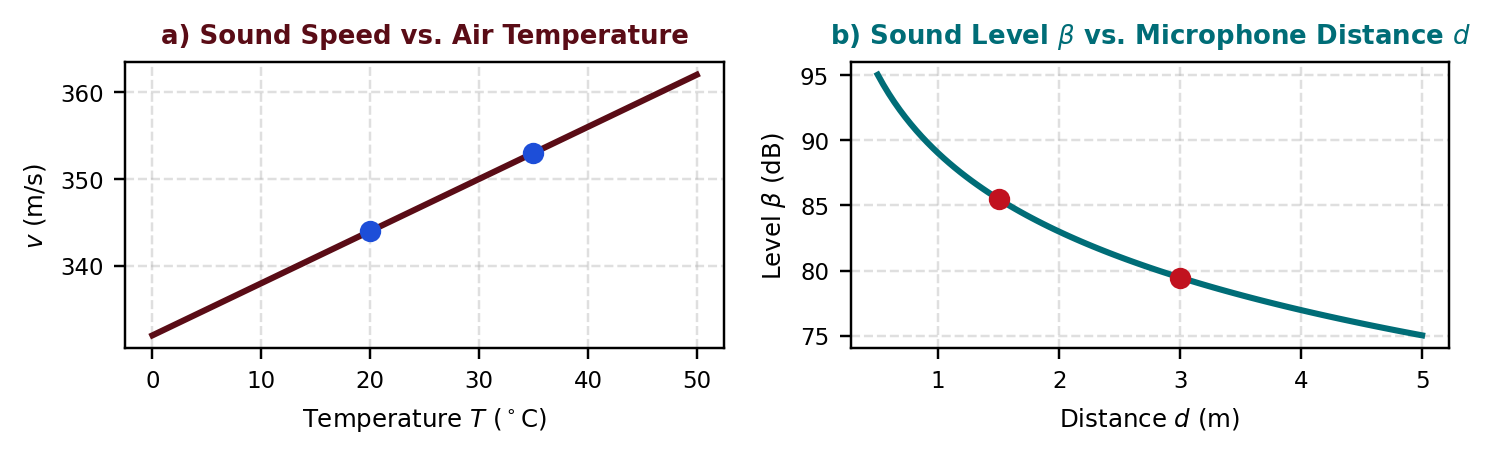 a) Sound Speed vs. Air Temperature
v (m/s)
360
350
340
0 10 20 30 40 50
Temperature T (°C)
b) Sound Level β vs. Microphone Distance d
Level β (dB)
95
90
85
80
75
1 2 3 4 5
Distance d (m)